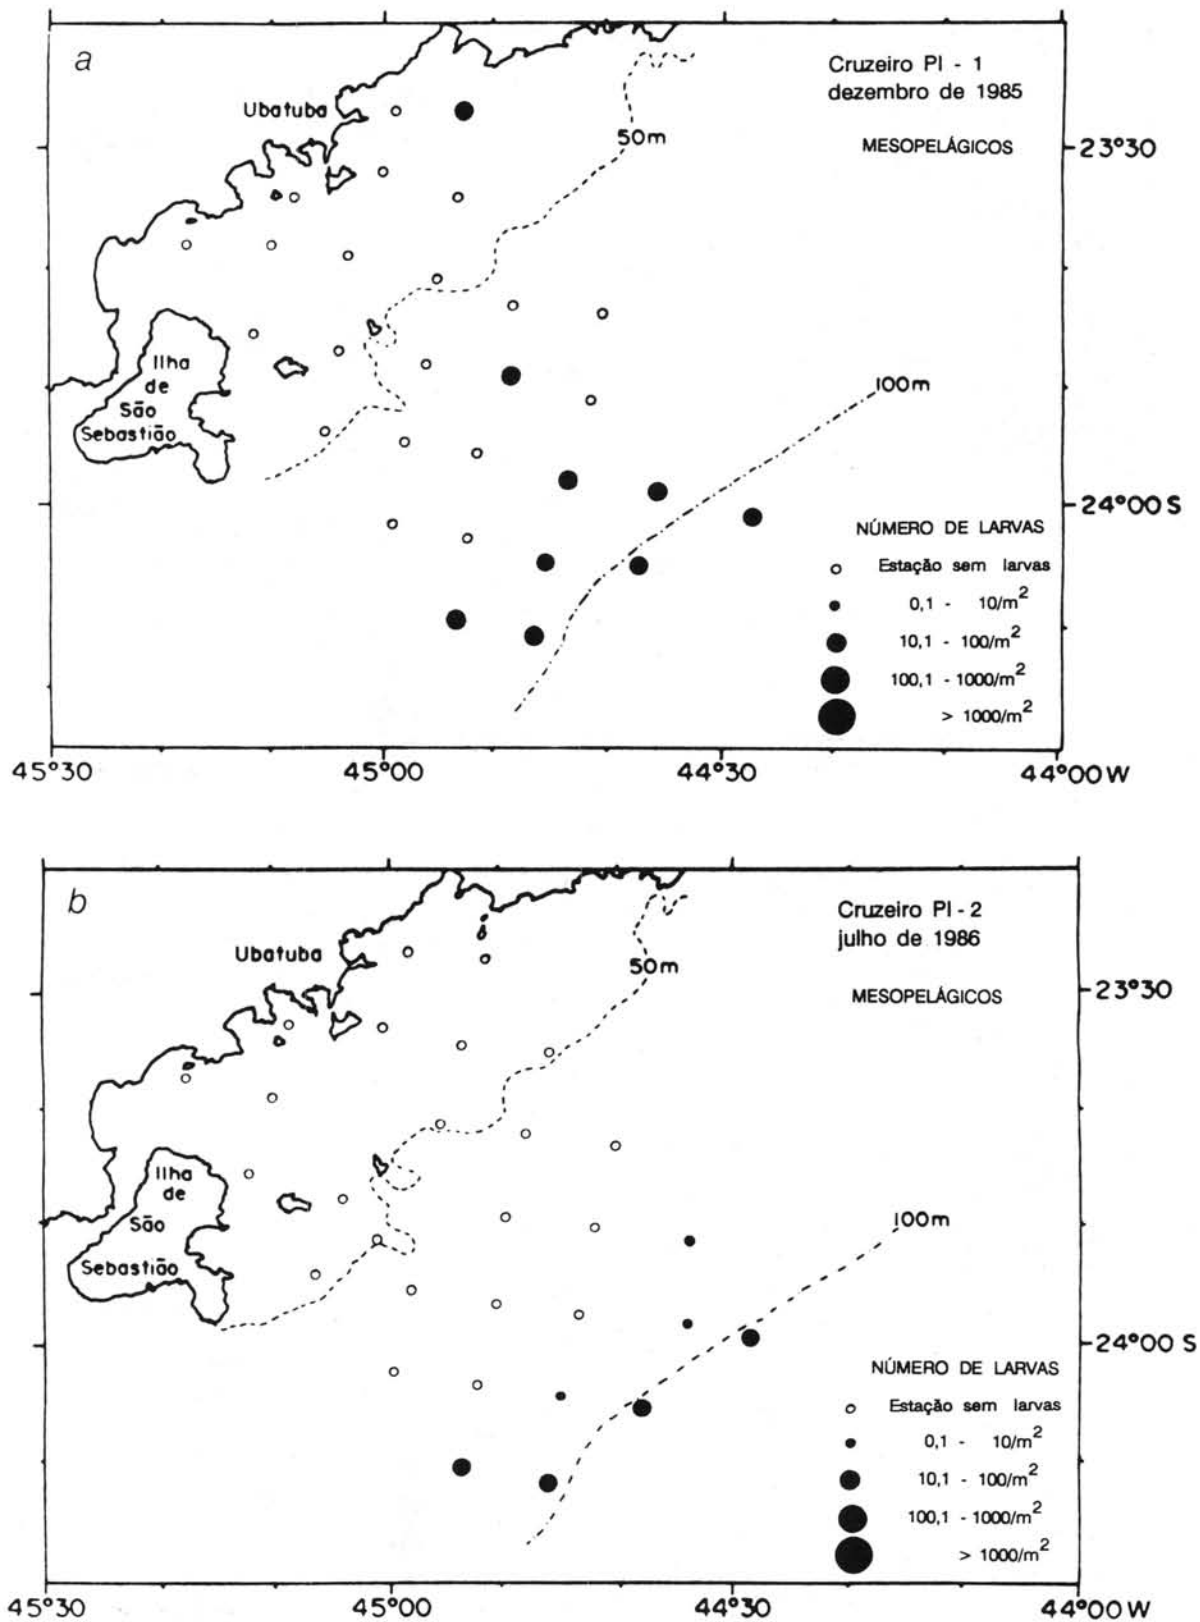 a
Cruzeiro PI - 1
dezembro de 1985
Ubatuba
50m
MESOPELÁGICOS
23°30
Ilha
de
São
Sebastião
100m
24°00 S
NÚMERO DE LARVAS
Estação sem larvas
0,1 - 10/m²
10,1 - 100/m²
100,1 - 1000/m²
> 1000/m²
45°30
45°00
44°30
44°00 W
b
Cruzeiro PI - 2
julho de 1986
Ubatuba
50m
MESOPELÁGICOS
23°30
Ilha
de
São
Sebastião
100m
24°00 S
NÚMERO DE LARVAS
Estação sem larvas
0,1 - 10/m²
10,1 - 100/m²
100,1 - 1000/m²
> 1000/m²
45°30
45°00
44°30
44°00 W